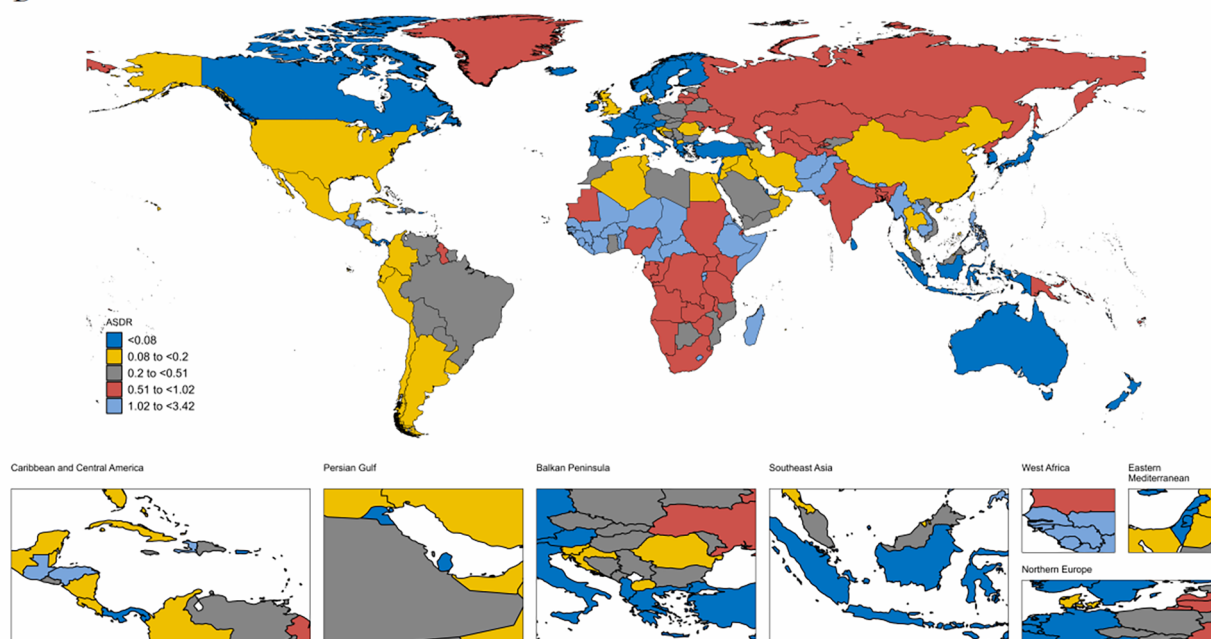 ASDR
<0.08
0.08 to <0.2
0.2 to <0.51
0.51 to <1.02
1.02 to <3.42
Caribbean and Central America
Persian Gulf
Balkan Peninsula
Southeast Asia
West Africa
Eastern
Mediterranean
Northern Europe